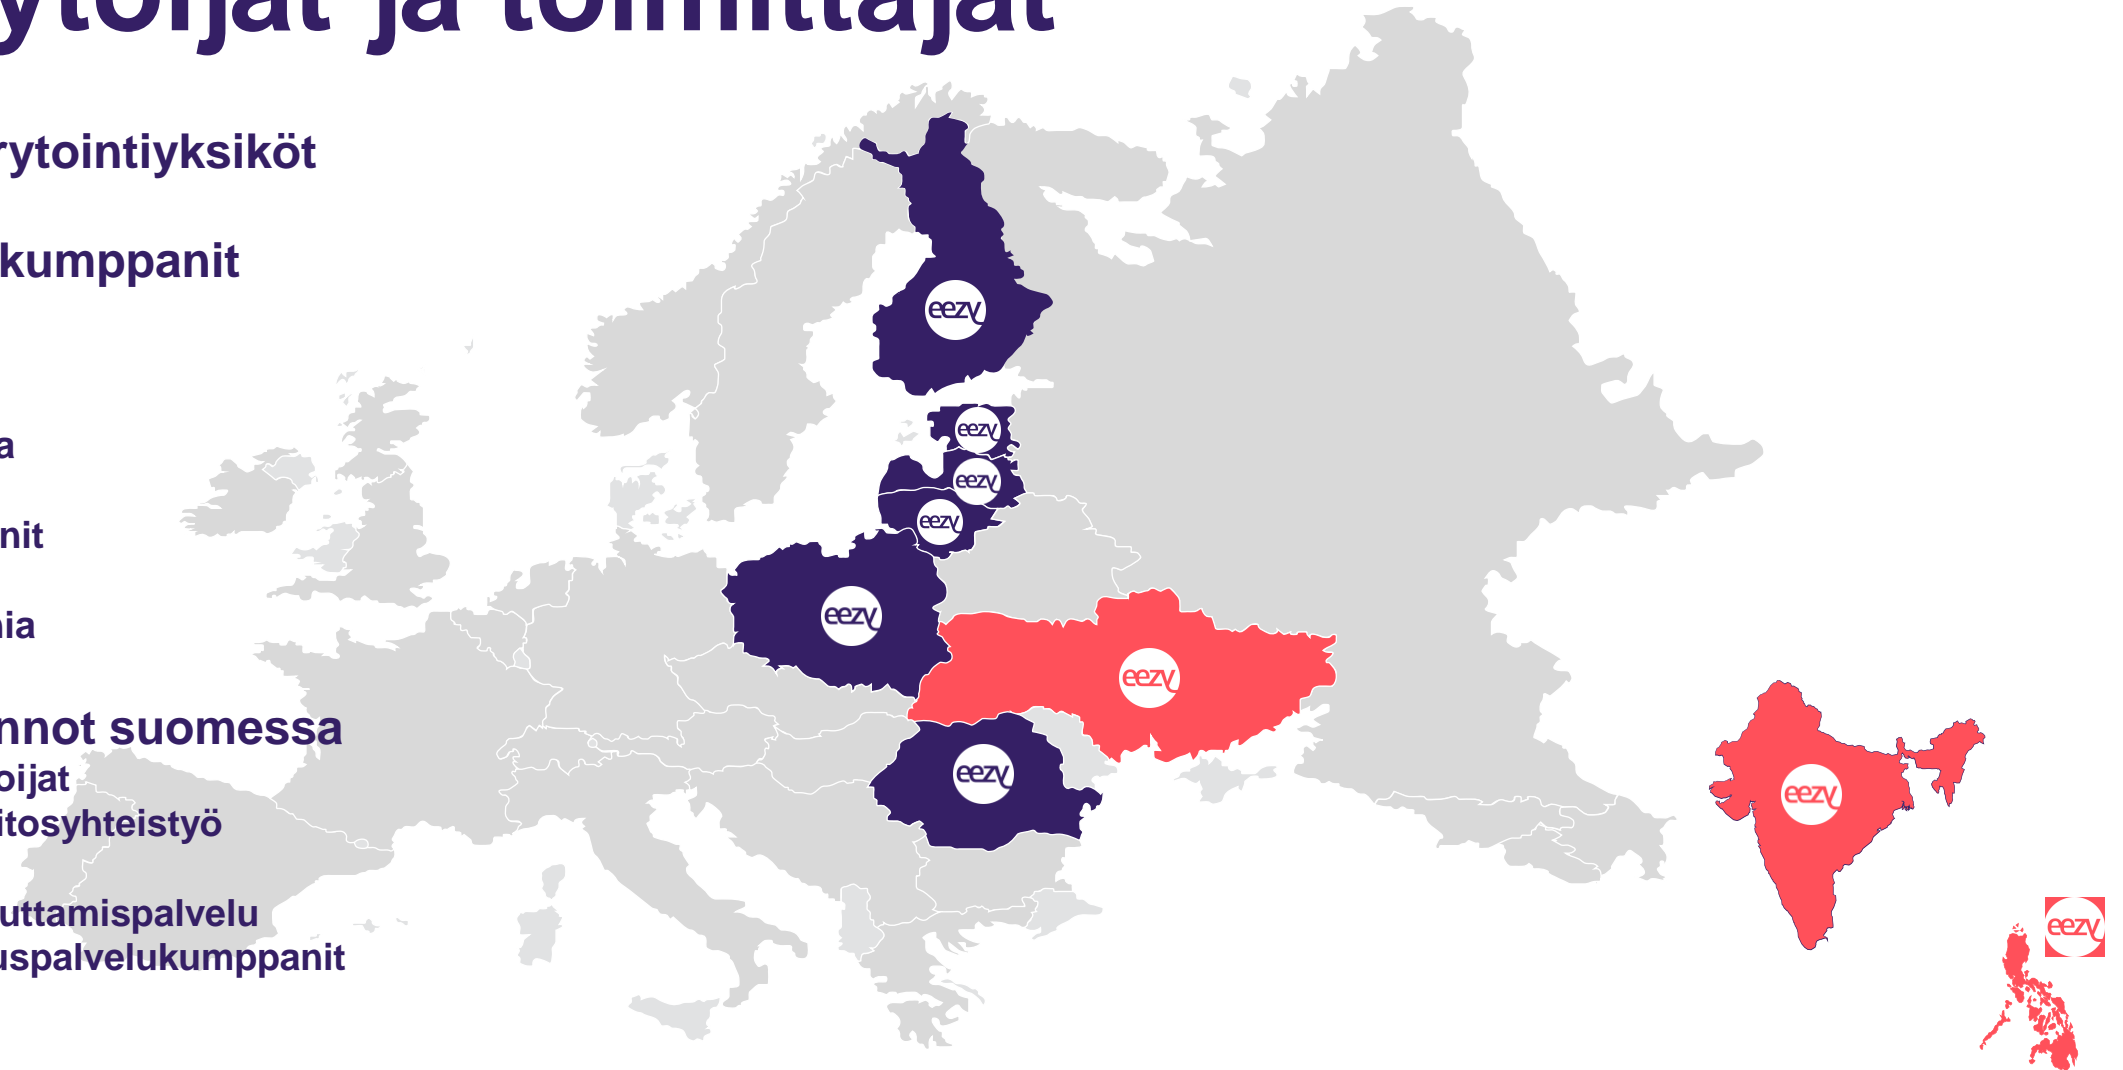 ytoijat ja toimittajat
rytointiyksiköt
kumppanit
a
nit
nia
nnot suomessa
oijat
itosyhteistyö
uttamispalvelu
uspalvelukumppanit
eezy
eezy
eezy
eezy
eezy
eezy
eezy
eezy
eezy